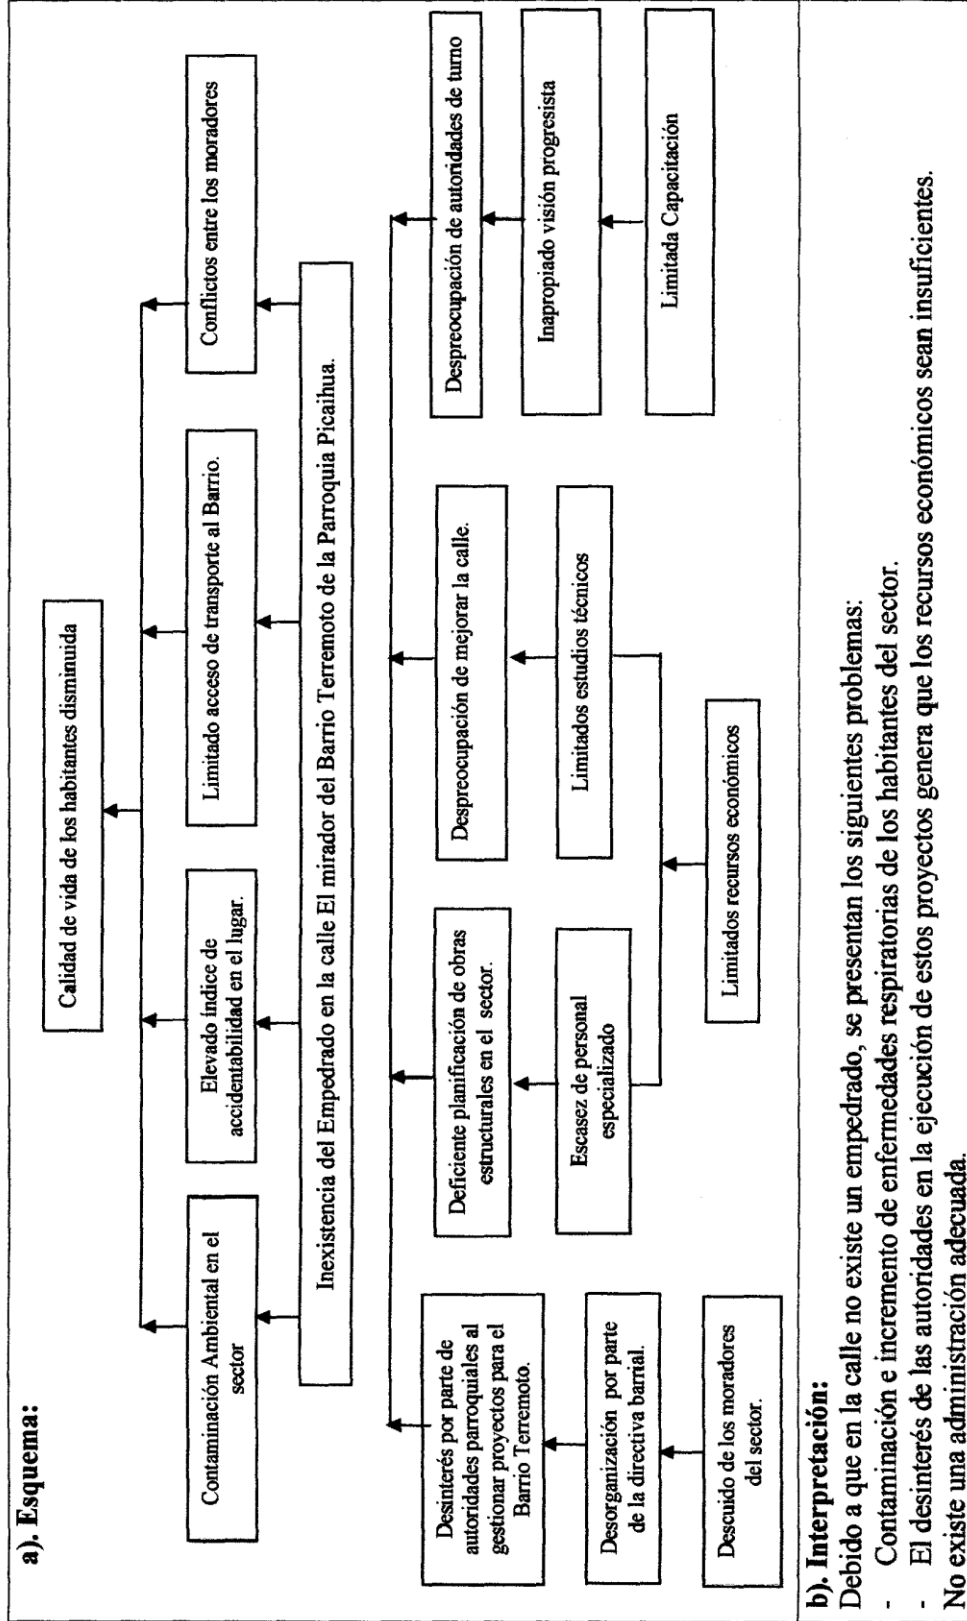 a). Esquema:
Calidad de vida de los habitantes disminuida
Contaminación Ambiental en el
sector
Elevado índice de
accidentabilidad en el lugar.
Limitado acceso de transporte al Barrio.
Conflictos entre los moradores
Inexistencia del Empedrado en la calle El mirador del Barrio Terremoto de la Parroquia Picaihua.
Desinterés por parte de
autoridades parroquiales al
gestionar proyectos para el
Barrio Terremoto.
Deficiente planificación de obras
estructurales en el sector.
Despreocupación de mejorar la calle.
Despreocupación de autoridades de turno
Desorganización por parte
de la directiva barrial.
Escasez de personal
especializado
Limitados estudios técnicos
Inapropiado visión progresista
Descuido de los moradores
del sector.
Limitados recursos económicos
Limitada Capacitación
b). Interpretación:
Debido a que en la calle no existe un empedrado, se presentan los siguientes problemas:
- Contaminación e incremento de enfermedades respiratorias de los habitantes del sector.
- El desinterés de las autoridades en la ejecución de estos proyectos genera que los recursos económicos sean insuficientes.
No existe una administración adecuada.